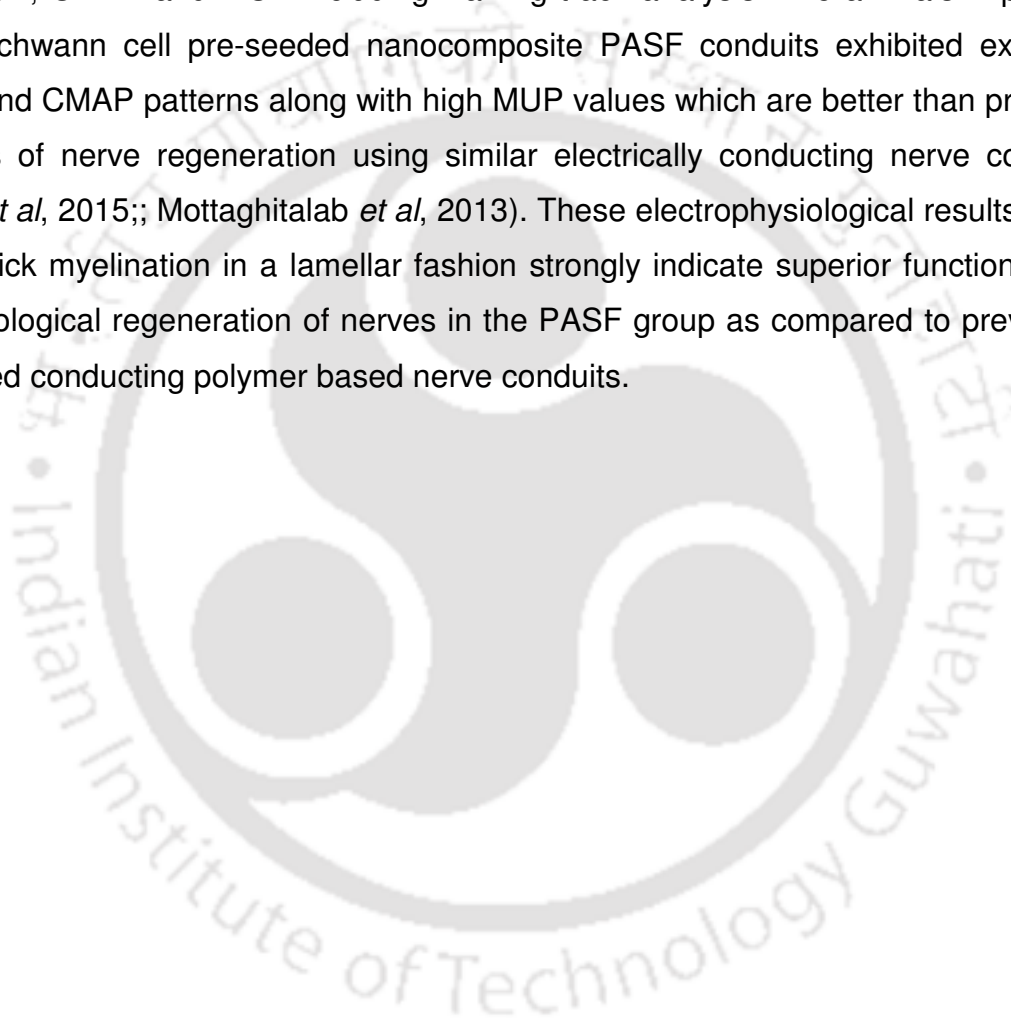 chwann cell pre-seeded nanocomposite PASF conduits exhibited ex
nd CMAP patterns along with high MUP values which are better than pr
of nerve regeneration using similar electrically conducting nerve co
t al, 2015;; Mottaghitalab et al, 2013). These electrophysiological results
ick myelination in a lamellar fashion strongly indicate superior function
ological regeneration of nerves in the PASF group as compared to prev
ed conducting polymer based nerve conduits.
Indian Institute of Technology Guwahati